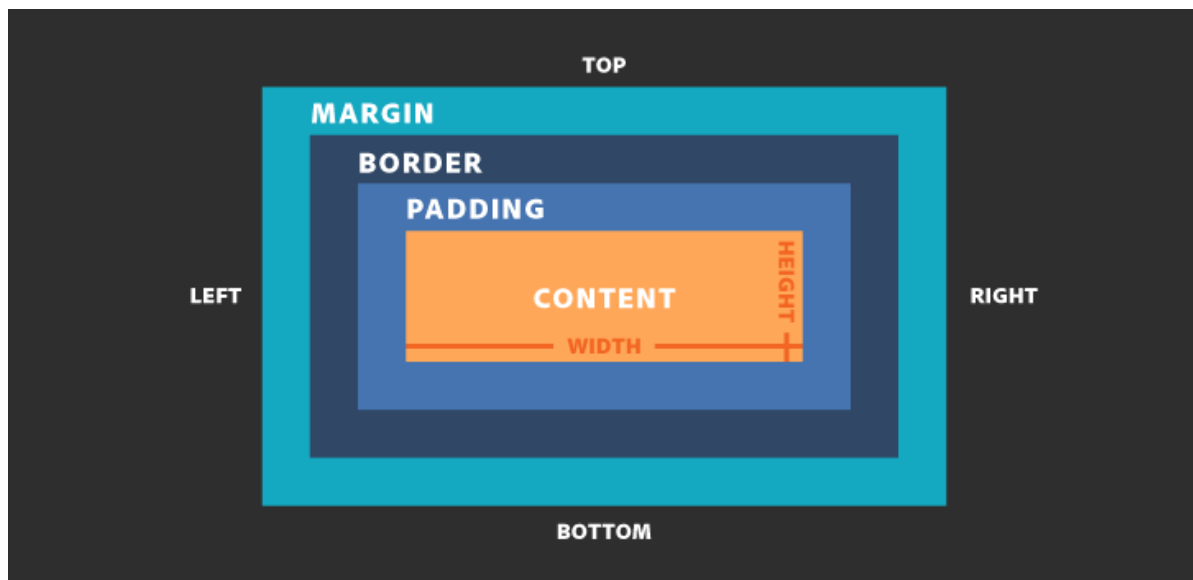 TOP
MARGIN
BORDER
PADDING
HEIGHT
LEFT
CONTENT
RIGHT
WIDTH
BOTTOM